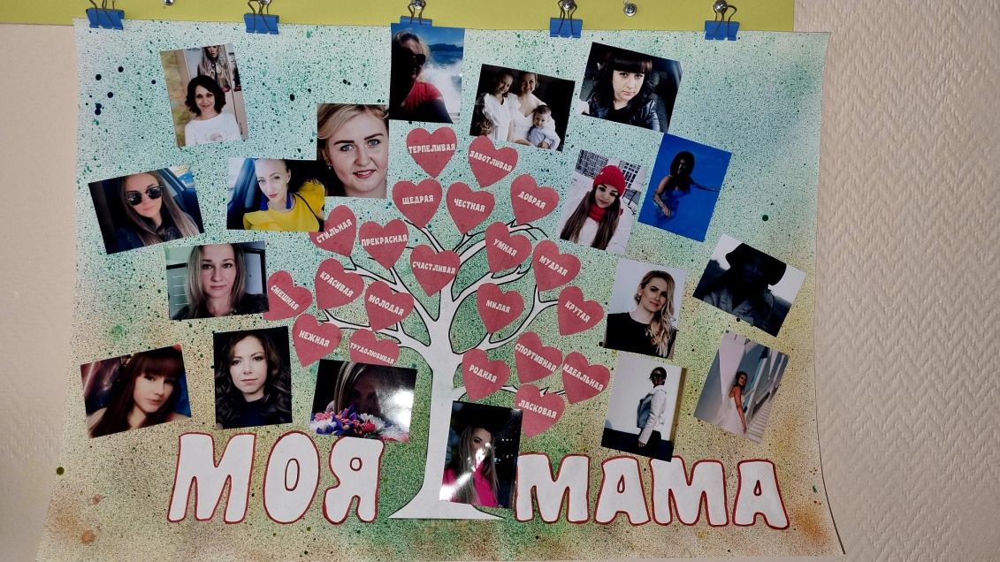 ТЕРПЕЛИВАЯ
ЗАБОТЛИВАЯ
ЩЕДРАЯ
ЧЕСТНАЯ
ДОБРАЯ
СТИЛЬНАЯ
ПРЕКРАСНАЯ
УМНАЯ
СЧАСТЛИВАЯ
МУДРАЯ
СМЕШНАЯ
КРАСИВАЯ
МОЛОДАЯ
МИЛАЯ
КРУТАЯ
НЕЖНАЯ
ТРУДОЛЮБИВАЯ
РОДНАЯ
СПОРТИВНАЯ
ИДЕАЛЬНАЯ
ЛАСКОВАЯ
МОЯ МАМА